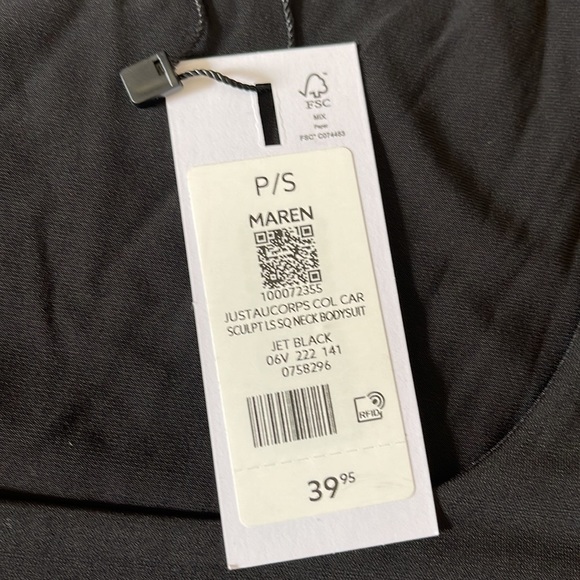 FSC
MIX
Paper
FSC® C074453
P/S
MAREN
100072355
JUSTAUCORPS COL CAR
SCULPT LS SQ NECK BODYSUIT
JET BLACK
06V 222 141
0758296
RFID
39 95